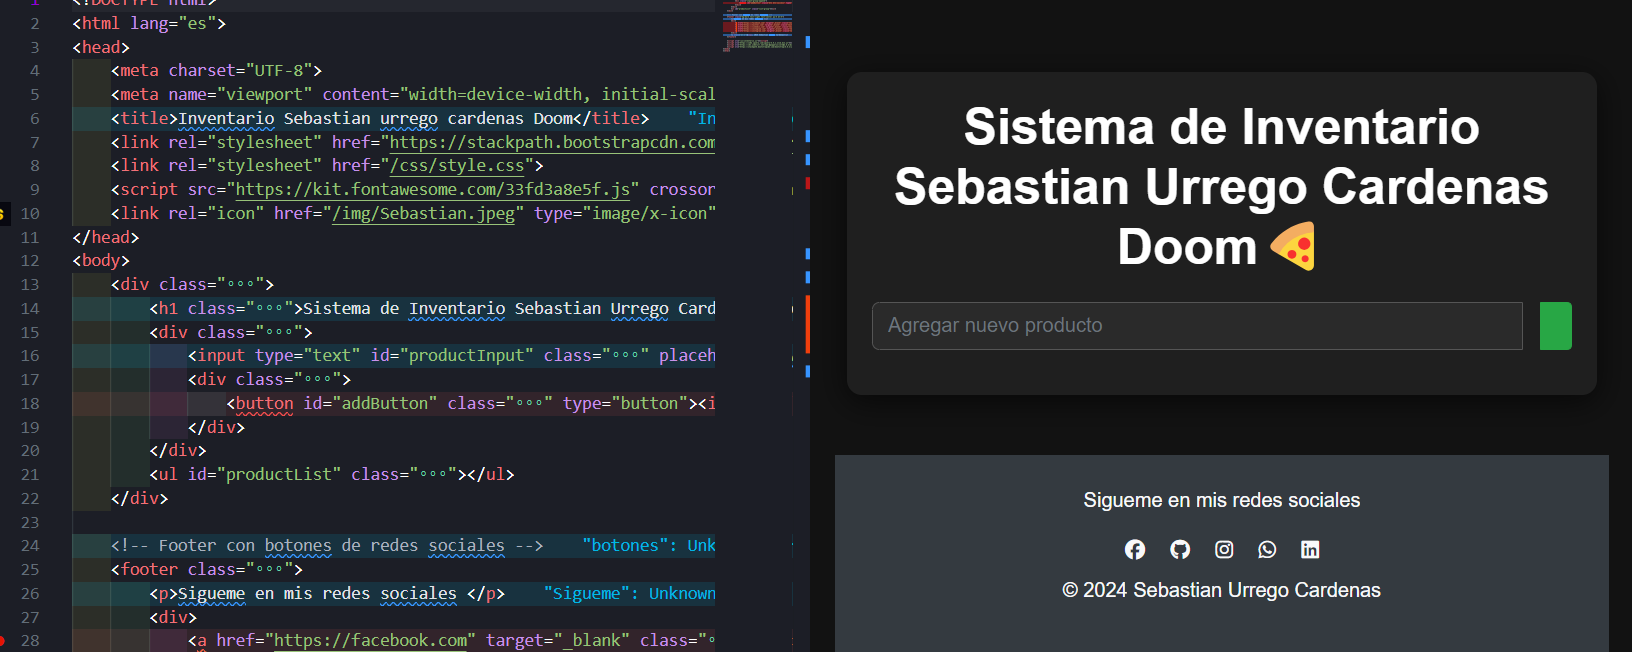 1 <!DOCTYPE html>
2 <html lang="es">
3 <head>
4 <meta charset="UTF-8">
5 <meta name="viewport" content="width=device-width, initial-scal
6 <title>Inventario Sebastian urrego cardenas Doom</title> "In
7 <link rel="stylesheet" href="https://stackpath.bootstrapcdn.com
8 <link rel="stylesheet" href="/css/style.css">
9 <script src="https://kit.fontawesome.com/33fd3a8e5f.js" crossor
10 <link rel="icon" href="/img/Sebastian.jpeg" type="image/x-icon"
11 </head>
12 <body>
13 <div class="∘∘∘">
14 <h1 class="∘∘∘">Sistema de Inventario Sebastian Urrego Card
15 <div class="∘∘∘">
16 <input type="text" id="productInput" class="∘∘∘" placeh
17 <div class="∘∘∘">
18 <button id="addButton" class="∘∘∘" type="button"><i
19 </div>
20 </div>
21 <ul id="productList" class="∘∘∘"></ul>
22 </div>
23
24 <!-- Footer con botones de redes sociales --> "botones": Unk
25 <footer class="∘∘∘">
26 <p>Sigueme en mis redes sociales </p> "Sigueme": Unknown
27 <div>
28 <a href="https://facebook.com" target="_blank" class="∘
Sistema de Inventario
Sebastian Urrego Cardenas
Doom 🍕
Agregar nuevo producto
Sigueme en mis redes sociales
© 2024 Sebastian Urrego Cardenas